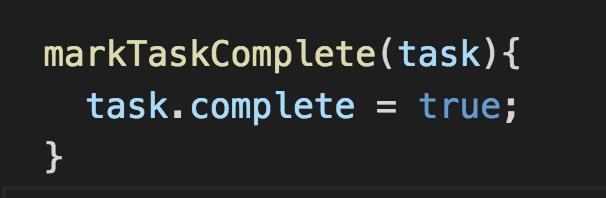 markTaskComplete(task){
  task.complete = true;
}